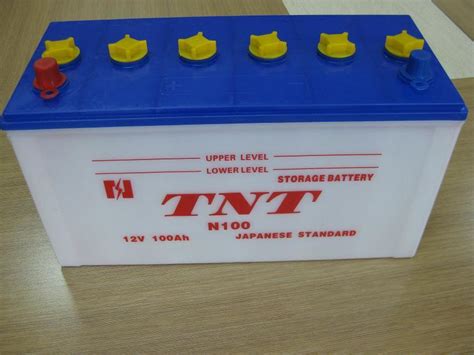 UPPER LEVEL
LOWER LEVEL
STORAGE BATTERY
TNT
N100
12V 100Ah JAPANESE STANDARD